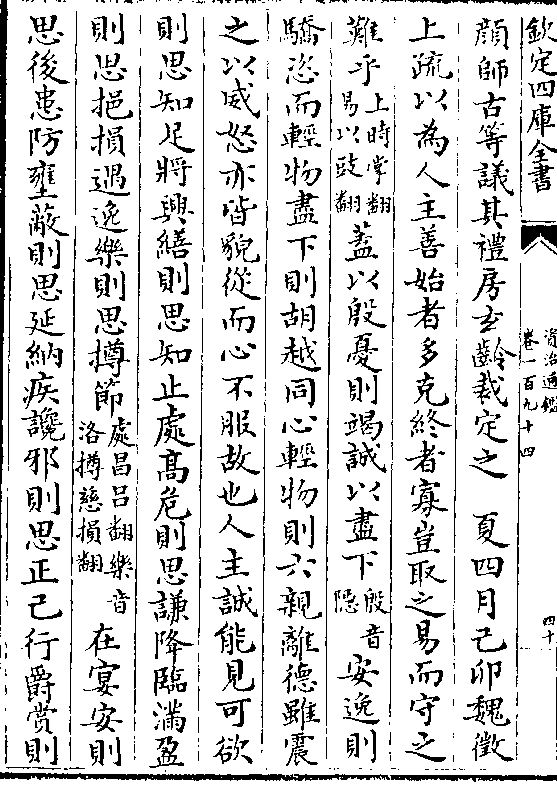 欽定四庫全書
資治通鑑
卷一百九十四
四十
顔師古等議其禮房𤣥齡裁定之　夏四月己卯魏徵
上疏以為人主善始者多克終者寡豈取之易而守之
難乎上時掌翻易以豉翻蓋以殷憂則竭誠以盡下殷音隱安逸則
驕恣而輕物盡下則胡越同心輕物則六親離德雖震
之以威怒亦皆貌從而心不服故也人主誠能見可欲
則思知足將興繕則思知止處髙危則思謙降臨滿盈
則思挹損遇逸樂則思撙節處昌呂翻樂音洛撙慈損翻在宴安則
思後患防壅蔽則思延納疾讒邪則思正己行爵賞則